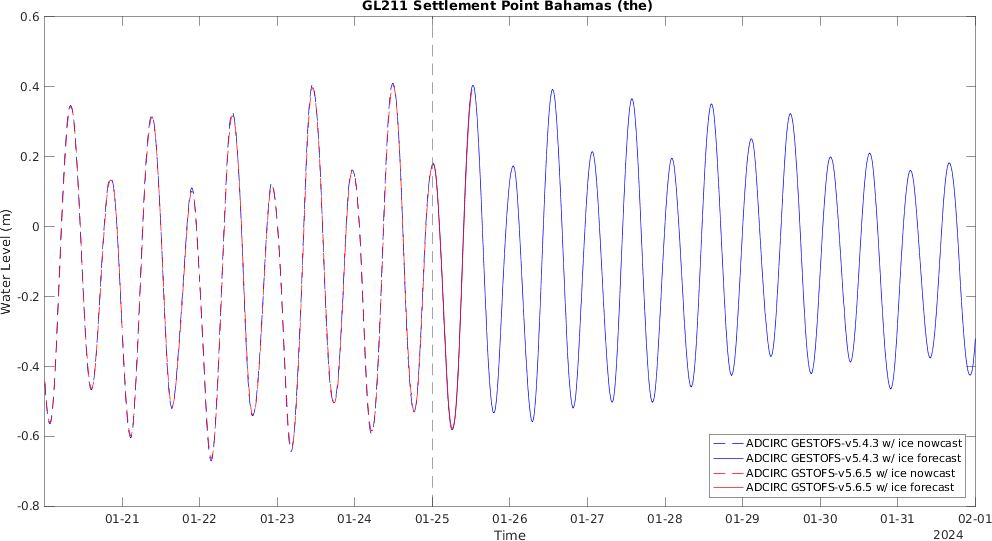 GL211 Settlement Point Bahamas (the)
0.6
0.4
0.2
0
-0.2
-0.4
-0.6
-0.8
Water Level (m)
ADCIRC GESTOFS-v5.4.3 w/ ice nowcast
ADCIRC GESTOFS-v5.4.3 w/ ice forecast
ADCIRC GSTOFS-v5.6.5 w/ ice nowcast
ADCIRC GSTOFS-v5.6.5 w/ ice forecast
01-21 01-22 01-23 01-24 01-25 01-26 01-27 01-28 01-29 01-30 01-31 02-01
Time
2024